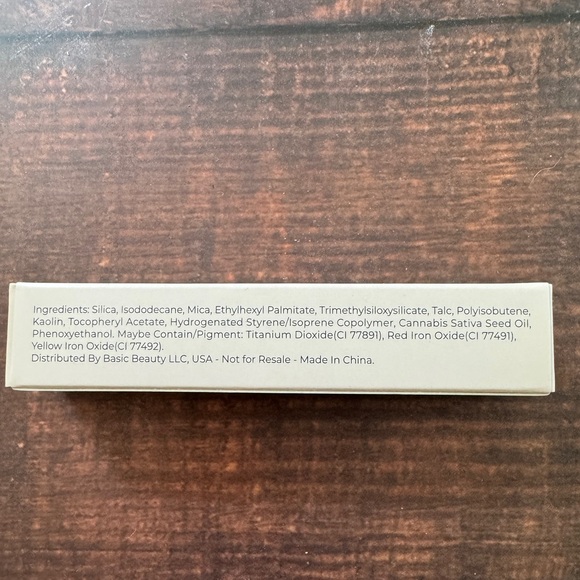 Ingredients: Silica, Isododecane, Mica, Ethylhexyl Palmitate, Trimethylsiloxysilicate, Talc, Polyisobutene,
Kaolin, Tocopheryl Acetate, Hydrogenated Styrene/Isoprene Copolymer, Cannabis Sativa Seed Oil,
Phenoxyethanol. Maybe Contain/Pigment: Titanium Dioxide(CI 77891), Red Iron Oxide(CI 77491),
Yellow Iron Oxide(CI 77492).
Distributed By Basic Beauty LLC, USA - Not for Resale - Made In China.